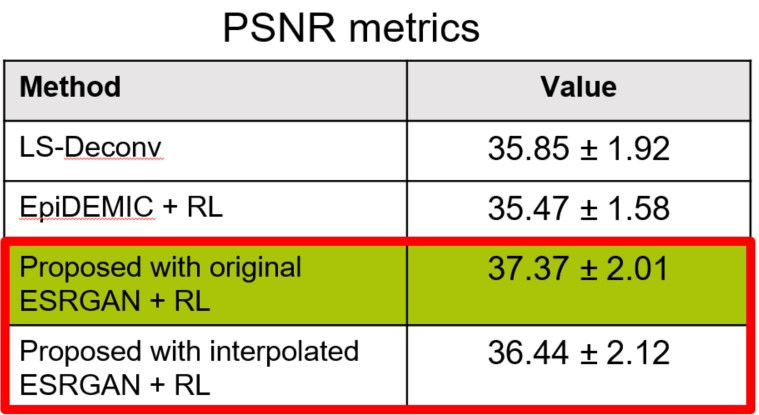 PSNR metrics
Method Value
LS-Deconv 35.85 ± 1.92
EpiDEMIC + RL 35.47 ± 1.58
Proposed with original 37.37 ± 2.01
ESRGAN + RL
Proposed with interpolated 36.44 ± 2.12
ESRGAN + RL